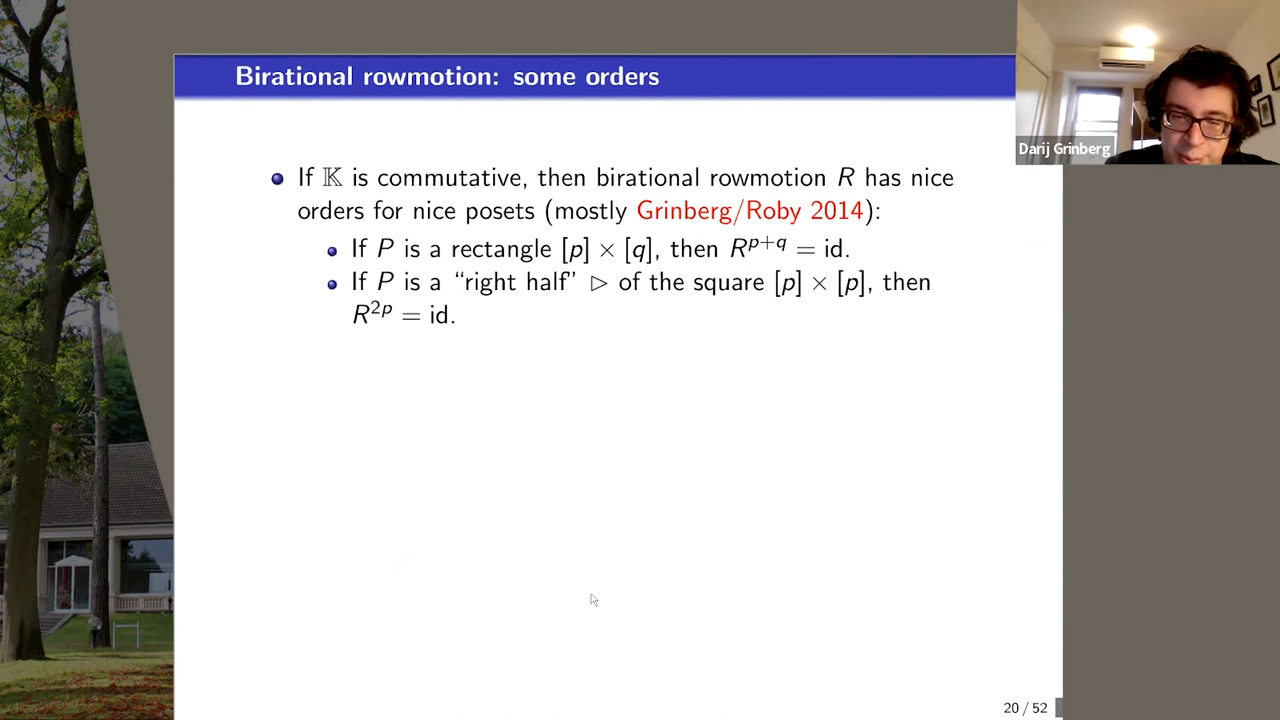 Birational rowmotion: some orders
Darij Grinberg
If 𝕂 is commutative, then birational rowmotion R has nice
orders for nice posets (mostly Grinberg/Roby 2014):
If P is a rectangle [p] × [q], then R^{p+q} = id.
If P is a “right half” ▷ of the square [p] × [p], then
R^{2p} = id.
20 / 52